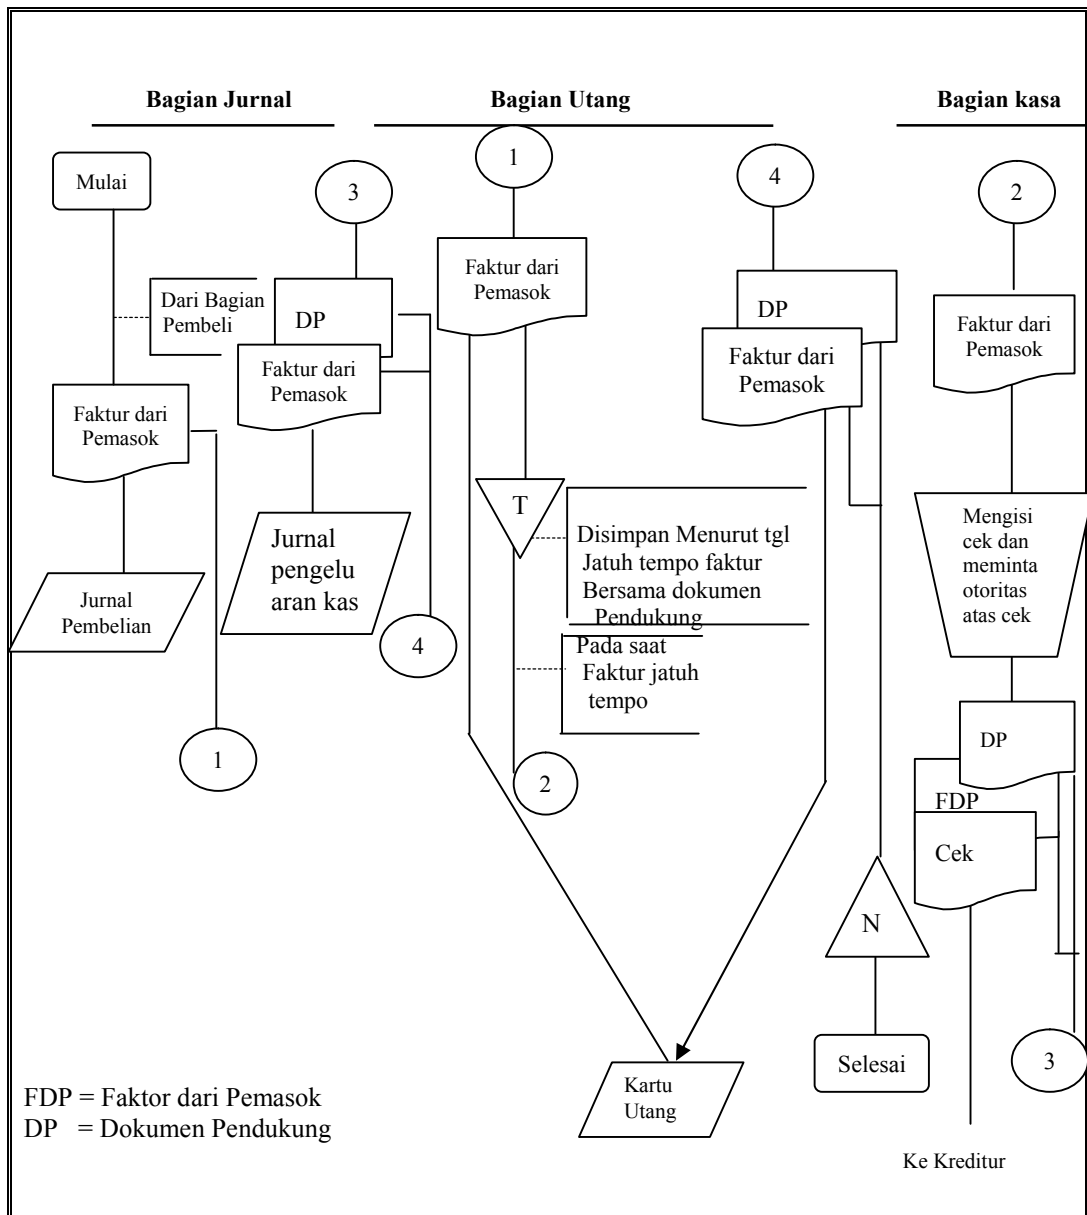 Bagian Jurnal
Bagian Utang
Bagian kasa
Mulai
Dari Bagian
Pembeli
Faktur dari
Pemasok
Jurnal
Pembelian
1
3
DP
Faktur dari
Pemasok
Jurnal
pengelu
aran kas
4
1
Faktur dari
Pemasok
T
Disimpan Menurut tgl
Jatuh tempo faktur
Bersama dokumen
Pendukung
Pada saat
Faktur jatuh
tempo
2
4
DP
Faktur dari
Pemasok
N
Selesai
Kartu
Utang
2
Faktur dari
Pemasok
Mengisi
cek dan
meminta
otoritas
atas cek
DP
FDP
Cek
3
Ke Kreditur
FDP = Faktor dari Pemasok
DP = Dokumen Pendukung